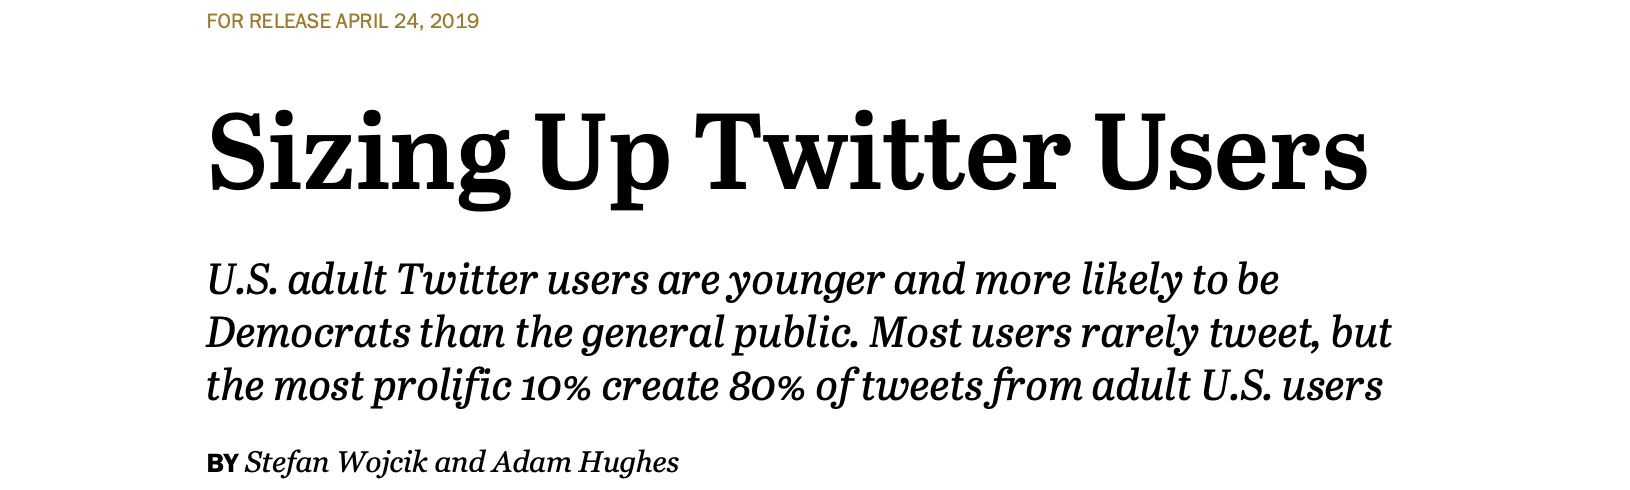 FOR RELEASE APRIL 24, 2019
Sizing Up Twitter Users
U.S. adult Twitter users are younger and more likely to be
Democrats than the general public. Most users rarely tweet, but
the most prolific 10% create 80% of tweets from adult U.S. users
BY Stefan Wojcik and Adam Hughes